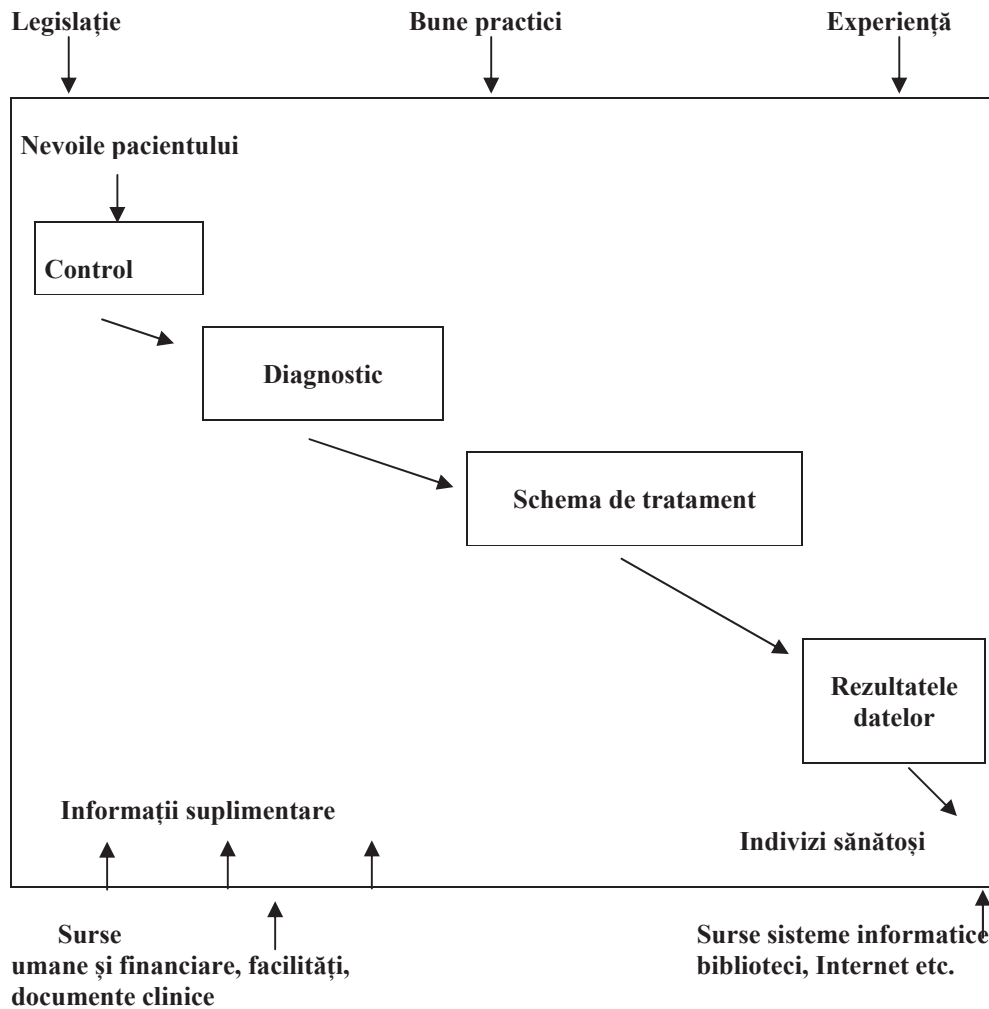 Legislație
Bune practici
Experiență
Nevoile pacientului
Control
Diagnostic
Schema de tratament
Rezultatele
datelor
Informații suplimentare
Indivizi sănătoși
Surse
umane și financiare, facilități,
documente clinice
Surse sisteme informatice
biblioteci, Internet etc.